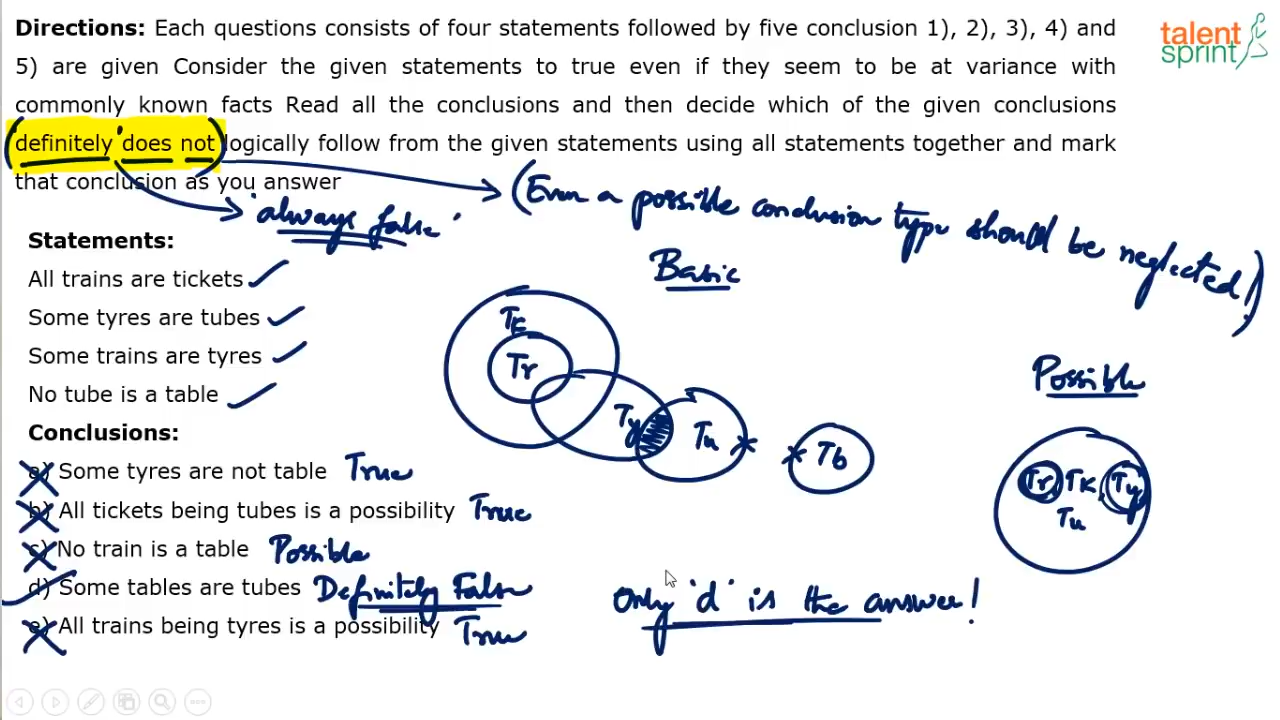 Directions: Each questions consists of four statements followed by five conclusion 1), 2), 3), 4) and
talent
sprint
5) are given Consider the given statements to true even if they seem to be at variance with
commonly known facts Read all the conclusions and then decide which of the given conclusions
definitely does not logically follow from the given statements using all statements together and mark
that conclusion as you answer
(Even a possible conclusion type should be neglected)
'always false'
Statements:
Basic
All trains are tickets
Some tyres are tubes
Tk
Some trains are tyres
Tr
Possible
No tube is a table
Ty
Tu
Tb
Conclusions:
a) Some tyres are not table True
Tr Tk Ty
b) All tickets being tubes is a possibility True
Tu
c) No train is a table Possible
d) Some tables are tubes Definitely False
Only 'd' is the answer!
e) All trains being tyres is a possibility True